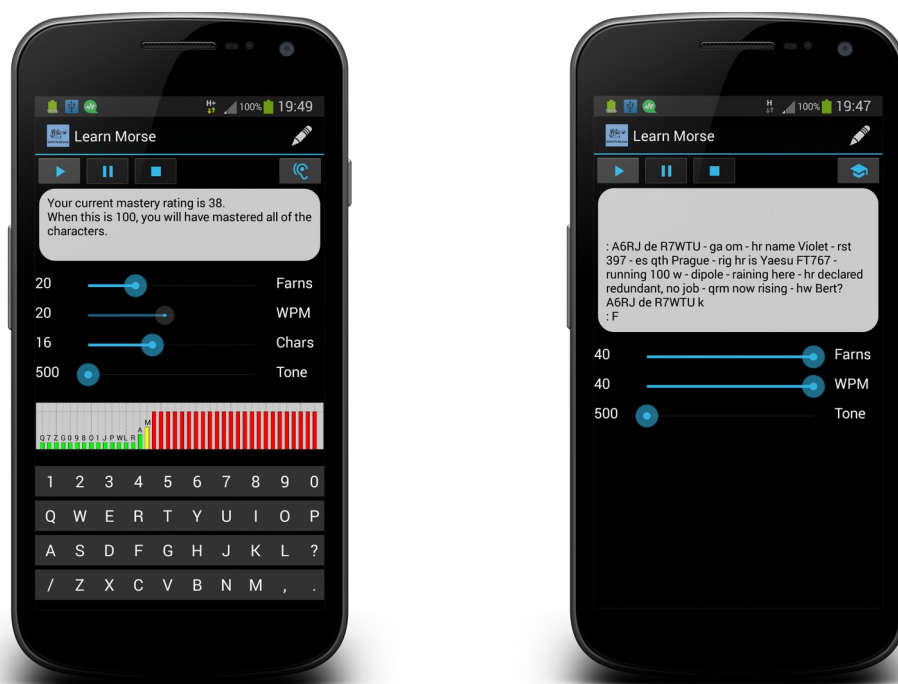 H+ 100% 19:49
Learn Morse
Your current mastery rating is 38.
When this is 100, you will have mastered all of the
characters.
20 Farns
20 WPM
16 Chars
500 Tone
Q 7 Z G 0 9 8 O 1 J P W L R A M
1 2 3 4 5 6 7 8 9 0
Q W E R T Y U I O P
A S D F G H J K L ?
/ Z X C V B N M , .
H 100% 19:47
Learn Morse
: A6RJ de R7WTU - ga om - hr name Violet - rst
397 - es qth Prague - rig hr is Yaesu FT767 -
running 100 w - dipole - raining here - hr declared
redundant, no job - qrm now rising - hw Bert?
A6RJ de R7WTU k
: F
40 Farns
40 WPM
500 Tone